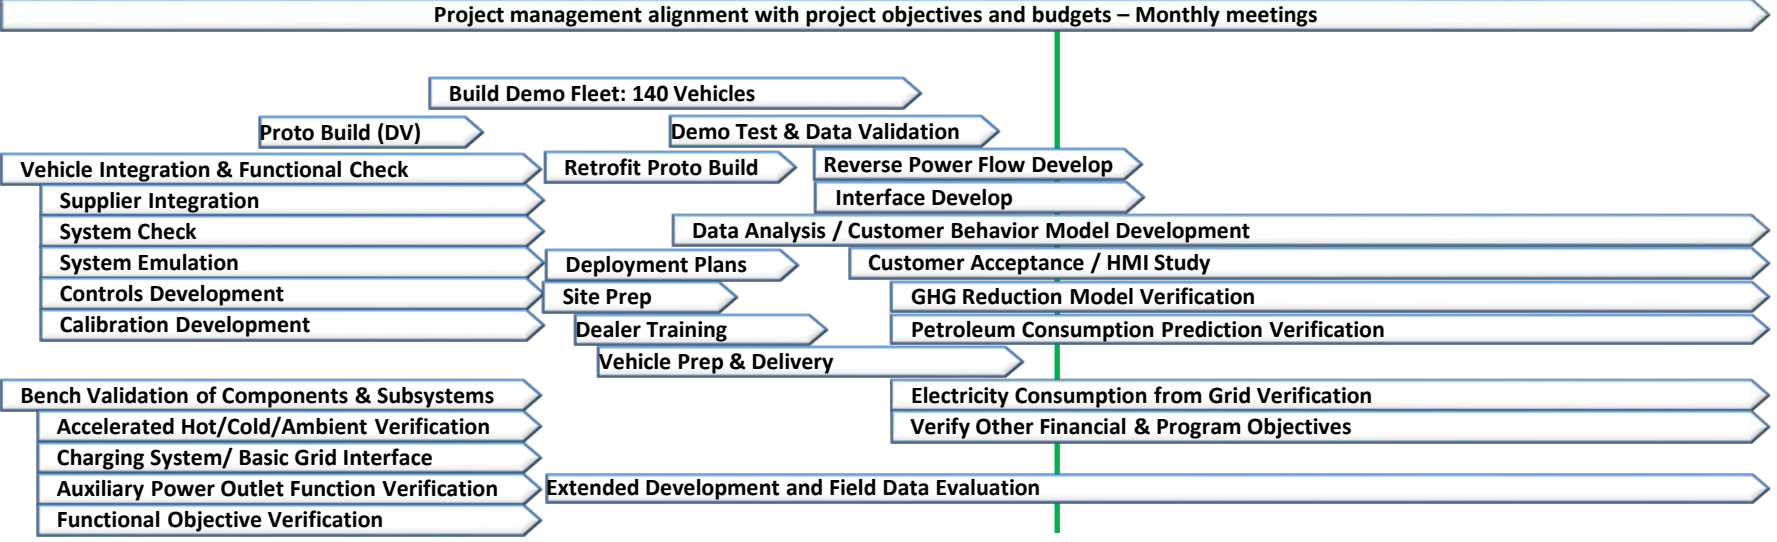 Project management alignment with project objectives and budgets – Monthly meetings
Build Demo Fleet: 140 Vehicles
Proto Build (DV)
Demo Test & Data Validation
Vehicle Integration & Functional Check
Retrofit Proto Build
Reverse Power Flow Develop
Supplier Integration
Interface Develop
System Check
Data Analysis / Customer Behavior Model Development
System Emulation
Deployment Plans
Customer Acceptance / HMI Study
Controls Development
Site Prep
GHG Reduction Model Verification
Calibration Development
Dealer Training
Petroleum Consumption Prediction Verification
Vehicle Prep & Delivery
Bench Validation of Components & Subsystems
Electricity Consumption from Grid Verification
Accelerated Hot/Cold/Ambient Verification
Verify Other Financial & Program Objectives
Charging System/ Basic Grid Interface
Auxiliary Power Outlet Function Verification
Extended Development and Field Data Evaluation
Functional Objective Verification